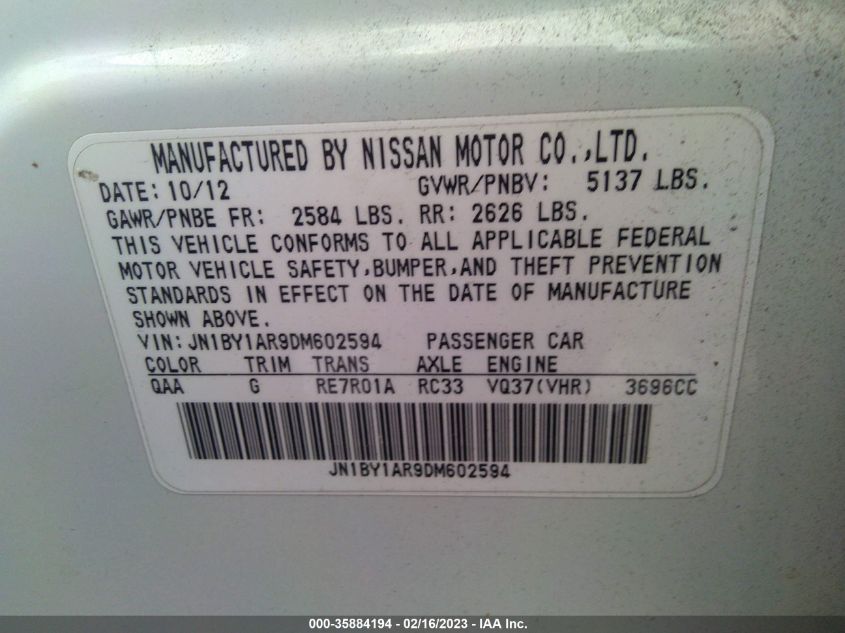 MANUFACTURED BY NISSAN MOTOR CO.,LTD.
DATE: 10/12 GVWR/PNBV: 5137 LBS.
GAWR/PNBE FR: 2584 LBS. RR: 2626 LBS.
THIS VEHICLE CONFORMS TO ALL APPLICABLE FEDERAL
MOTOR VEHICLE SAFETY,BUMPER,AND THEFT PREVENTION
STANDARDS IN EFFECT ON THE DATE OF MANUFACTURE
SHOWN ABOVE.
VIN: JN1BY1AR9DM602594 PASSENGER CAR
COLOR TRIM TRANS AXLE ENGINE
QAA G RE7R01A RC33 VQ37(VHR) 3696CC
JN1BY1AR9DM602594
000-35884194 - 02/16/2023 - IAA Inc.